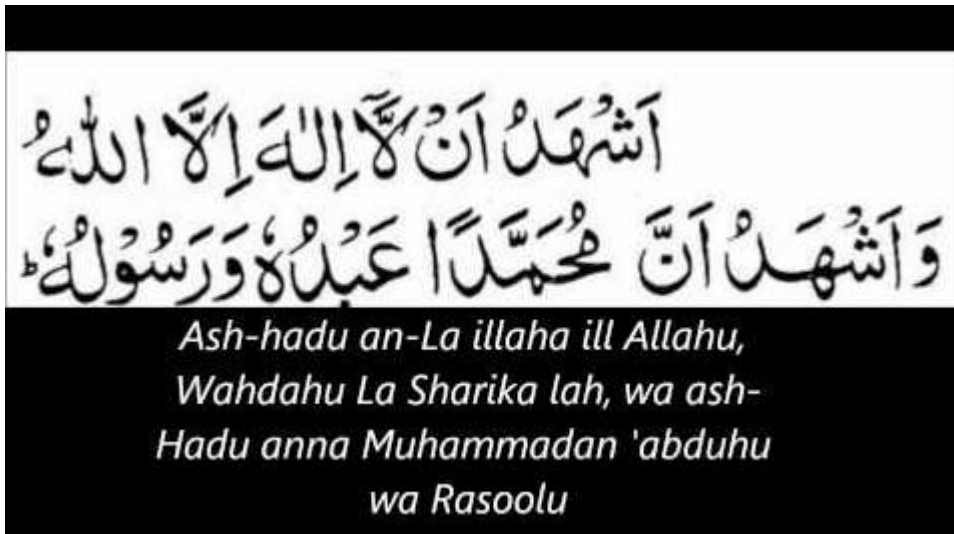 اَشْهَدُ اَنْ لَّآ اِلٰهَ اِلَّا اللّٰهُ
وَاَشْهَدُ اَنَّ مُحَمَّدًا عَبْدُهٗ وَرَسُوْلُهٗؕ
Ash-hadu an-La illaha ill Allahu,
Wahdahu La Sharika lah, wa ash-
Hadu anna Muhammadan 'abduhu
wa Rasoolu